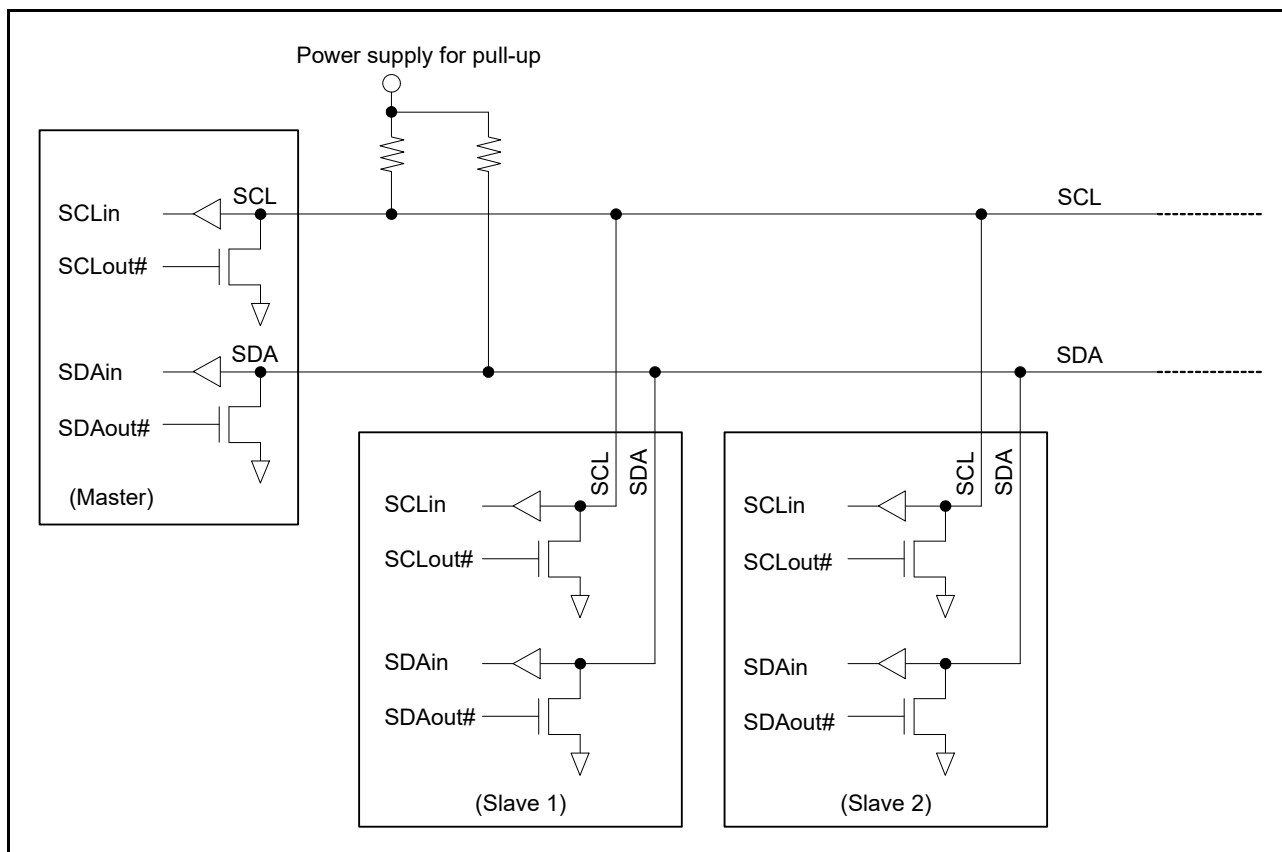 Power supply for pull-up
SCL
SCLin
SCLout#
SDA
SDAin
SDAout#
(Master)
SCL
SDA
SCL
SDA
SCLin
SCLout#
SDAin
SDAout#
(Slave 1)
SCL
SDA
SCLin
SCLout#
SDAin
SDAout#
(Slave 2)